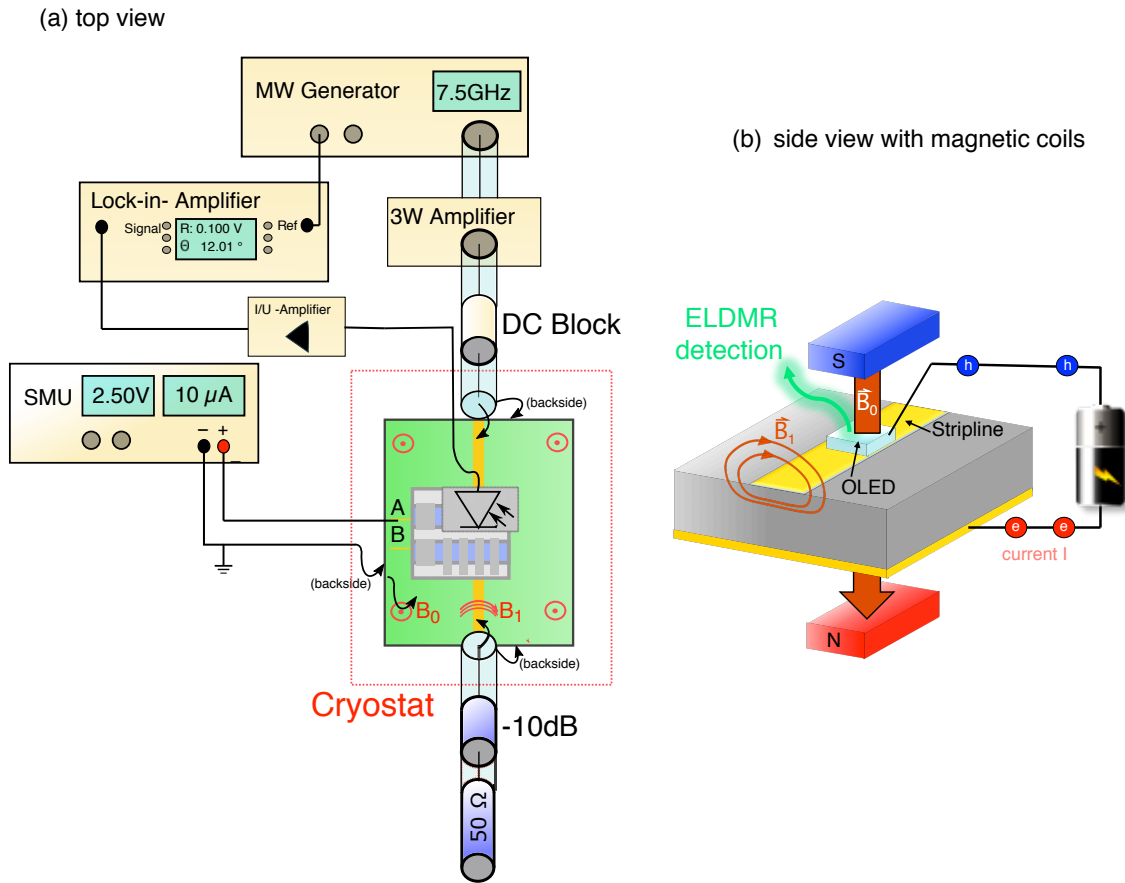 (a) top view
MW Generator
7.5GHz
Lock-in- Amplifier
Signal
R: 0.100 V
Θ 12.01 °
Ref
3W Amplifier
I/U -Amplifier
DC Block
SMU
2.50V
10 µA
− +
−
(backside)
A
B
(backside)
B0
B1
(backside)
Cryostat
-10dB
50 Ω
(b) side view with magnetic coils
ELDMR
detection
S
B⃗0
h
h
B⃗1
Stripline
OLED
+
e
e
current I
N